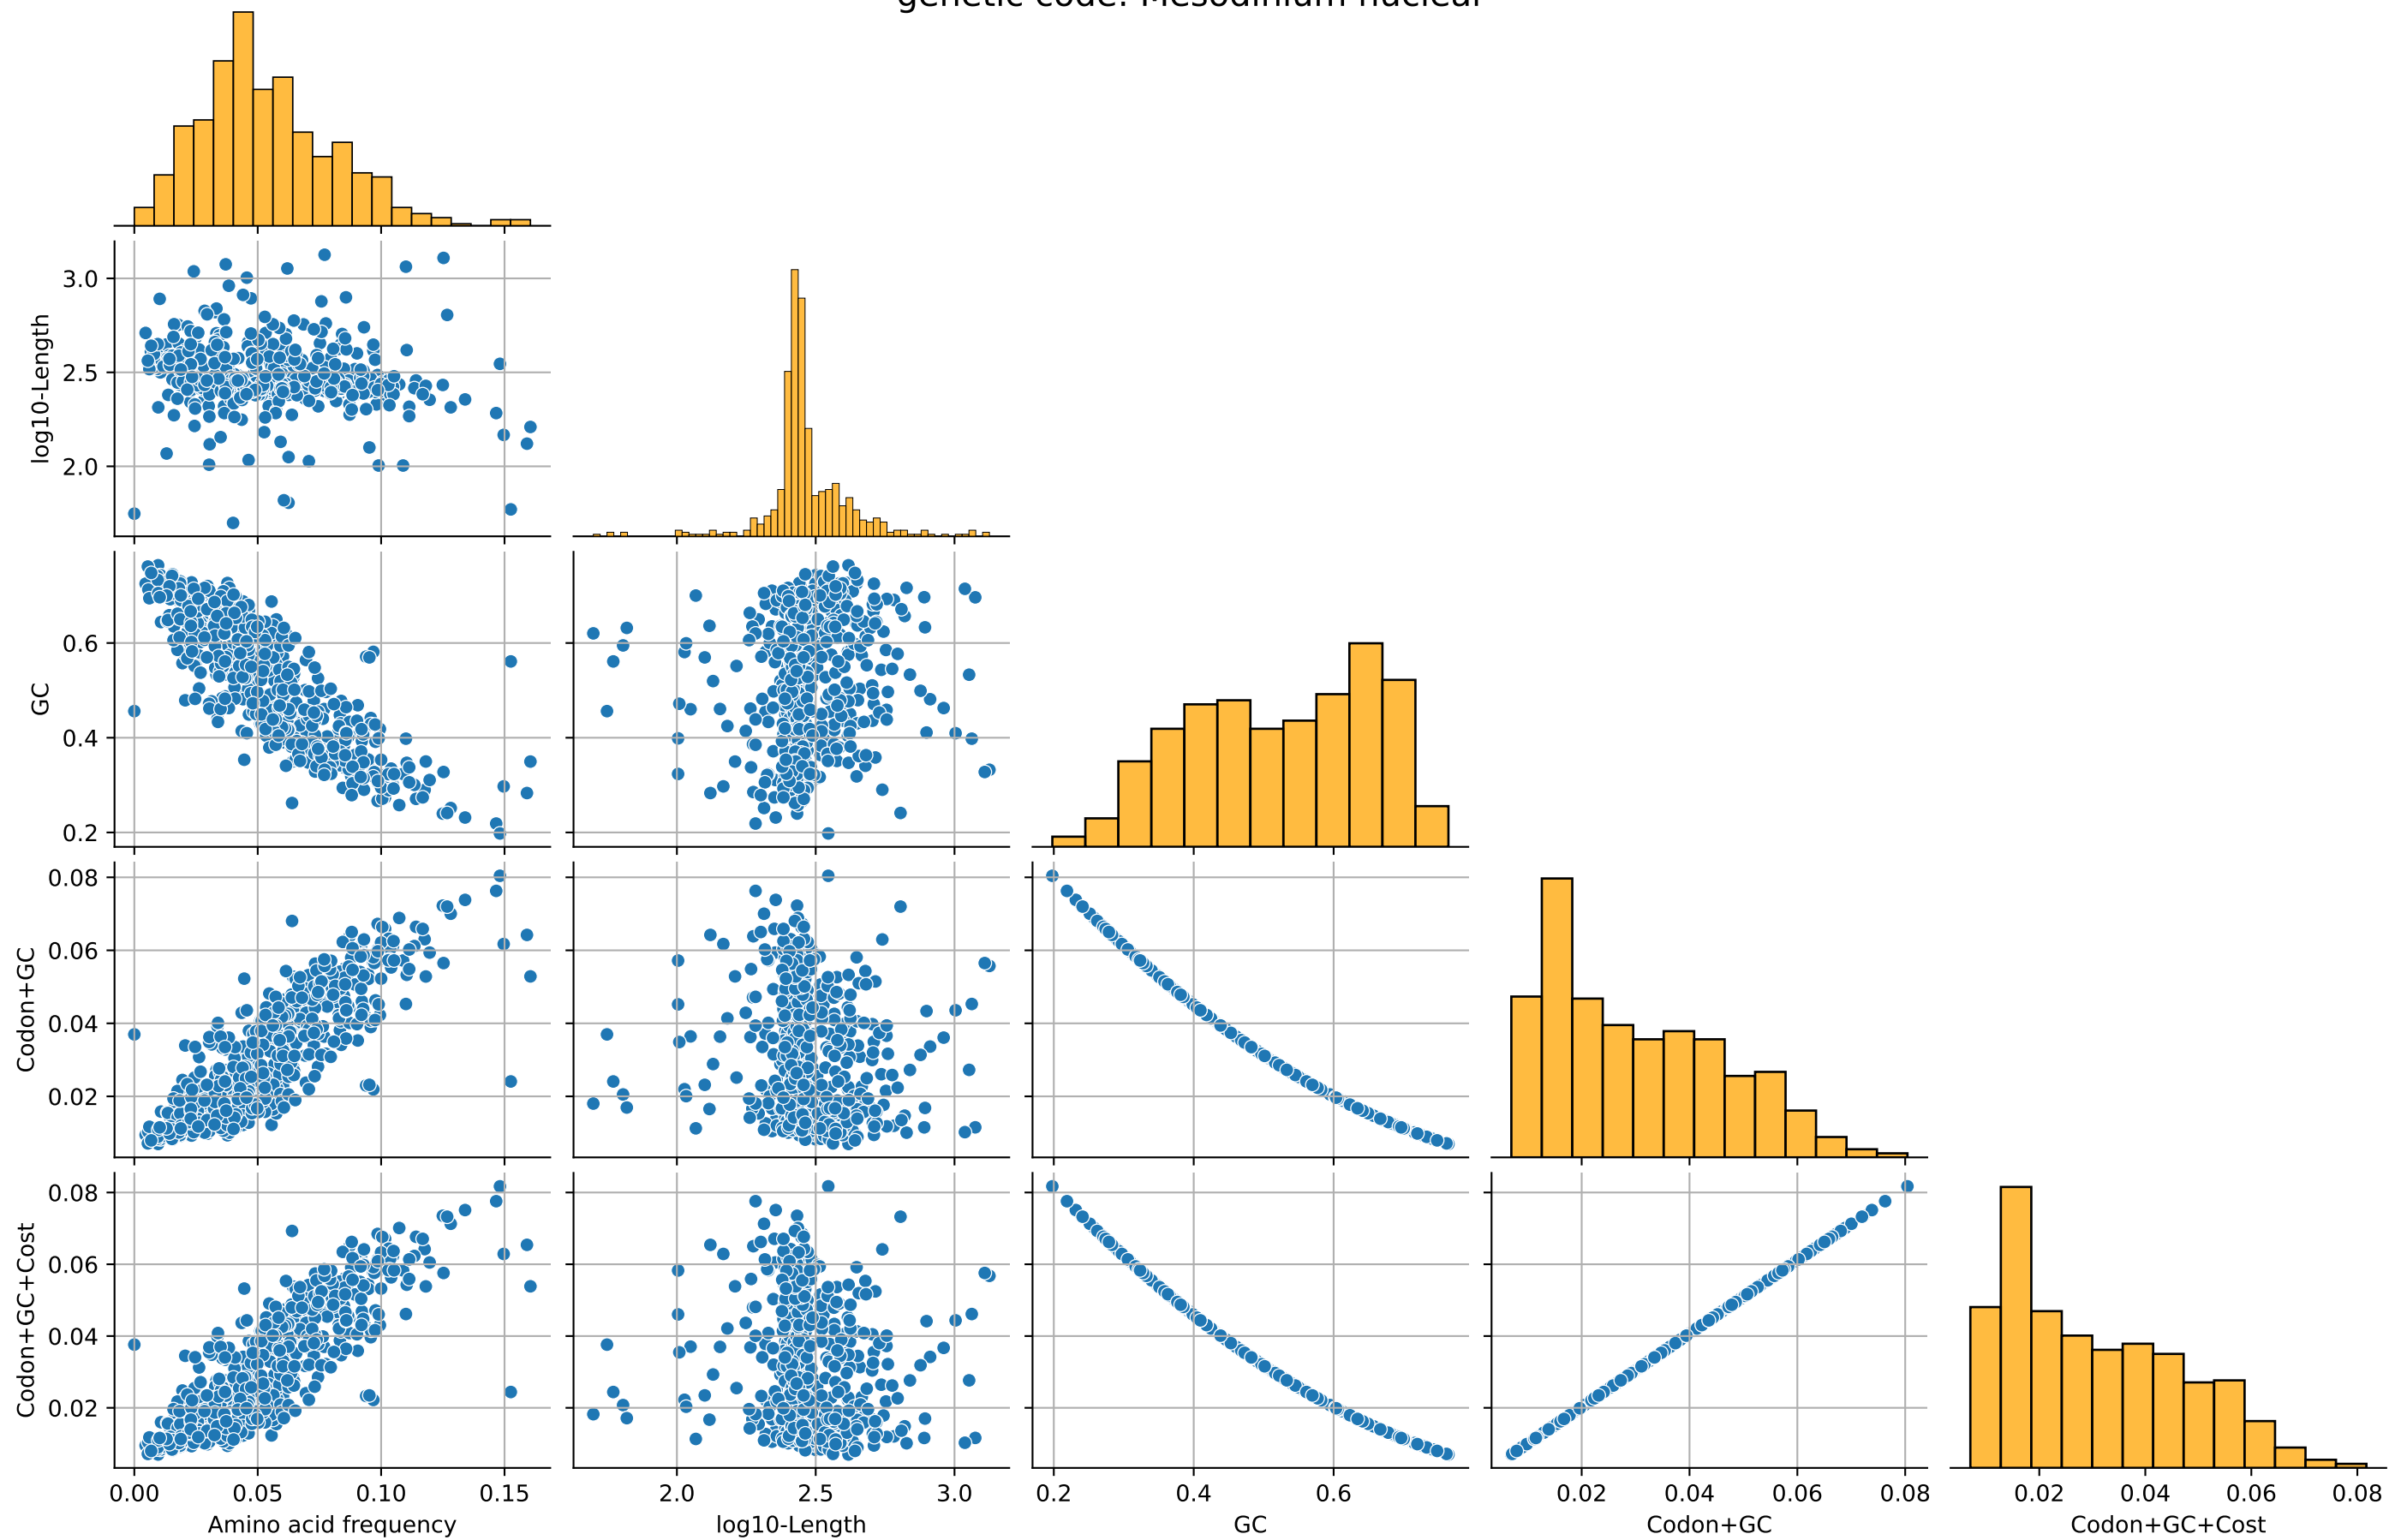 genetic code: Mesodinium nuclear
log10-Length
3.0
2.5
2.0
GC
0.6
0.4
0.2
Codon+GC
0.08
0.06
0.04
0.02
Codon+GC+Cost
0.08
0.06
0.04
0.02
0.00 0.05 0.10 0.15 2.0 2.5 3.0 0.2 0.4 0.6 0.02 0.04 0.06 0.08 0.02 0.04 0.06 0.08
Amino acid frequency log10-Length GC Codon+GC Codon+GC+Cost